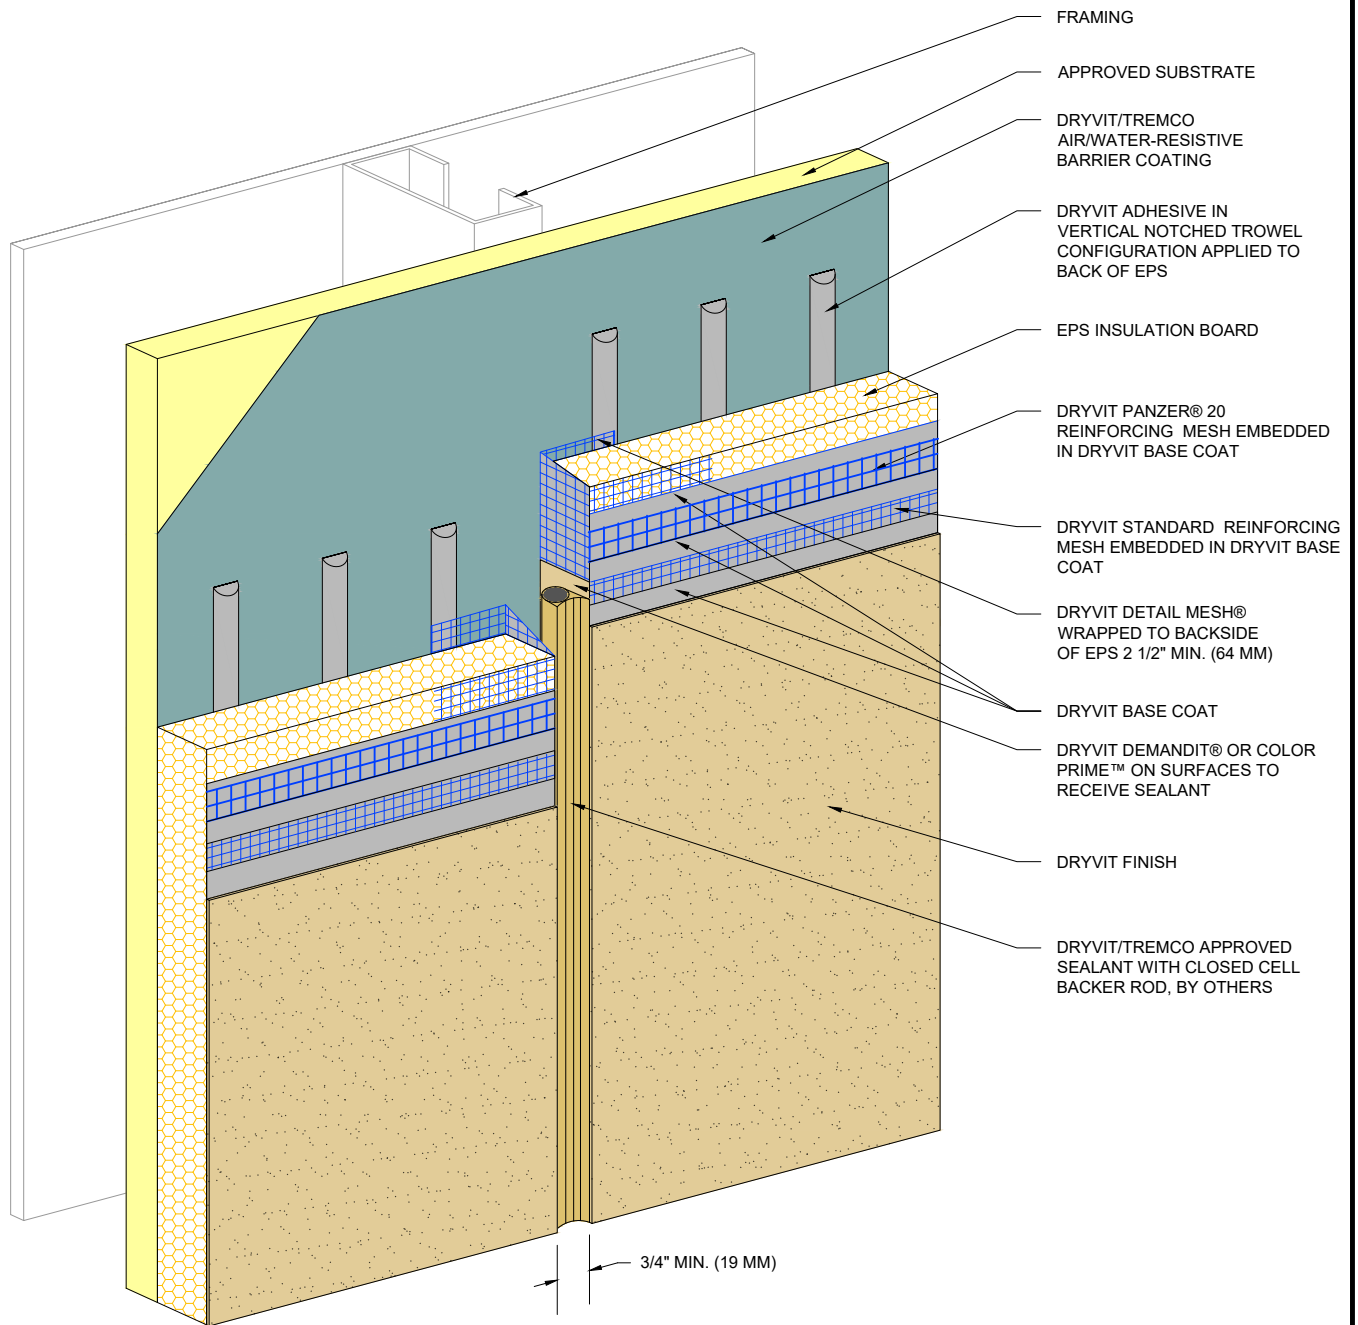 FRAMING
APPROVED SUBSTRATE
DRYVIT/TREMCO
AIR/WATER-RESISTIVE
BARRIER COATING
DRYVIT ADHESIVE IN
VERTICAL NOTCHED TROWEL
CONFIGURATION APPLIED TO
BACK OF EPS
EPS INSULATION BOARD
DRYVIT PANZER® 20
REINFORCING MESH EMBEDDED
IN DRYVIT BASE COAT
DRYVIT STANDARD REINFORCING
MESH EMBEDDED IN DRYVIT BASE
COAT
DRYVIT DETAIL MESH®
WRAPPED TO BACKSIDE
OF EPS 2 1/2" MIN. (64 MM)
DRYVIT BASE COAT
DRYVIT DEMANDIT® OR COLOR
PRIME™ ON SURFACES TO
RECEIVE SEALANT
DRYVIT FINISH
DRYVIT/TREMCO APPROVED
SEALANT WITH CLOSED CELL
BACKER ROD, BY OTHERS
3/4" MIN. (19 MM)